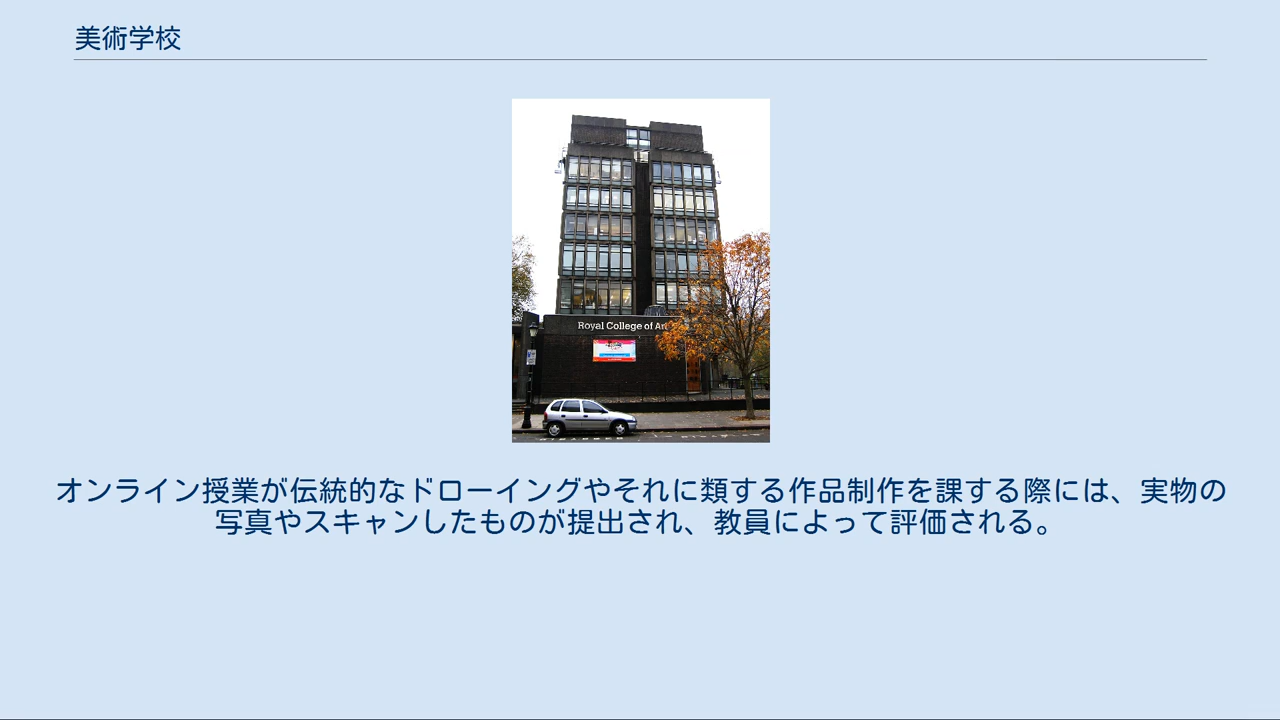 美術学校
Royal College of Art
オンライン授業が伝統的なドローイングやそれに類する作品制作を課する際には、実物の
写真やスキャンしたものが提出され、教員によって評価される。